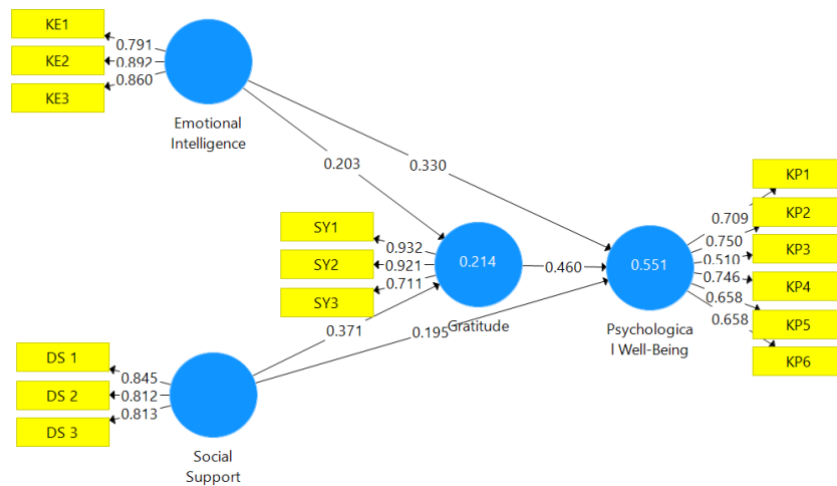 KE1
0.791
KE2
0.892
KE3
0.860
Emotional
Intelligence
0.203
0.330
SY1
0.932
SY2
0.921
SY3
0.711
0.214
0.460
0.551
Gratitude
Psychologica
l Well-Being
KP1
0.709
KP2
0.750
KP3
0.510
KP4
0.746
KP5
0.658
KP6
0.658
0.371
0.195
DS 1
0.845
DS 2
0.812
DS 3
0.813
Social
Support